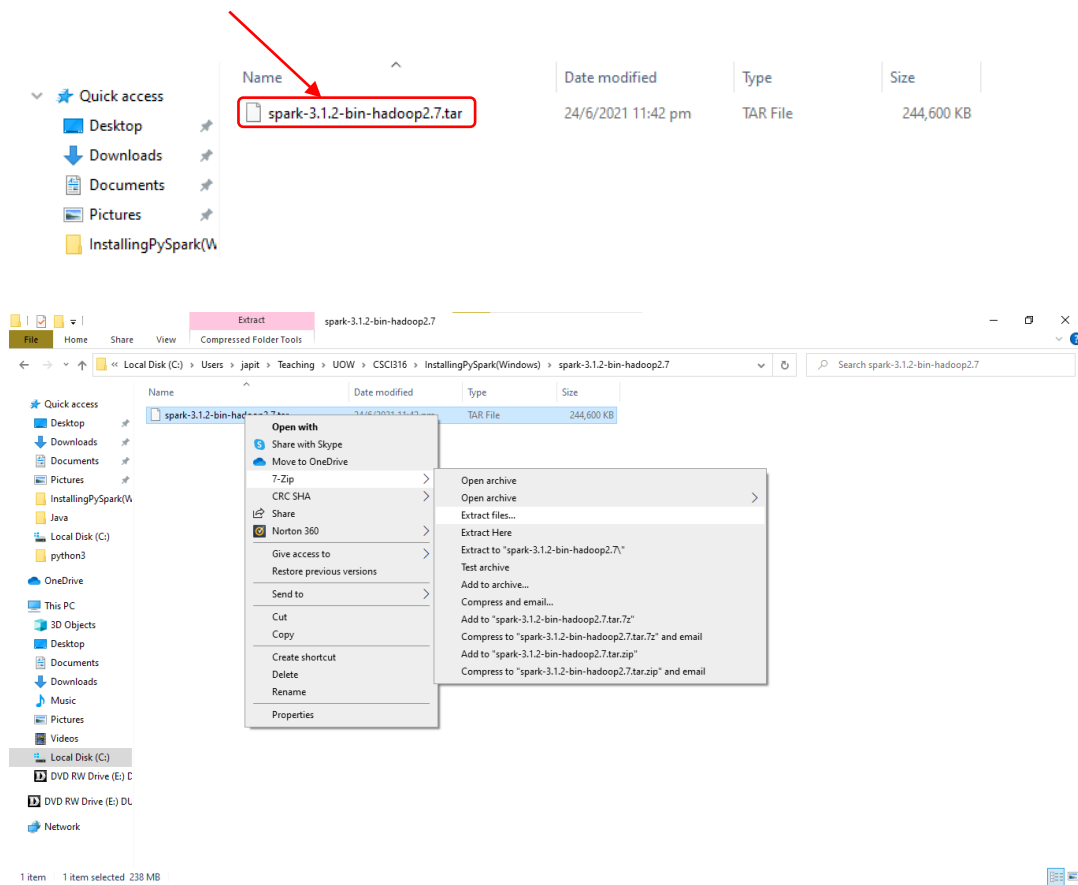 Name Date modified Type Size
Quick access
spark-3.1.2-bin-hadoop2.7.tar 24/6/2021 11:42 pm TAR File 244,600 KB
Desktop
Downloads
Documents
Pictures
InstallingPySpark(W
Extract spark-3.1.2-bin-hadoop2.7
File Home Share View Compressed Folder Tools
« Local Disk (C:) › Users › japit › Teaching › UOW › CSCI316 › InstallingPySpark(Windows) › spark-3.1.2-bin-hadoop2.7 Search spark-3.1.2-bin-hadoop2.7
Name Date modified Type Size
Quick access
Desktop
Downloads
Documents
Pictures
InstallingPySpark(W
Java
Local Disk (C:)
python3
OneDrive
This PC
3D Objects
Desktop
Documents
Downloads
Music
Pictures
Videos
Local Disk (C:)
DVD RW Drive (E:) D
DVD RW Drive (E:) DU
Network
TAR File 244,600 KB
Open with
Share with Skype
Move to OneDrive
7-Zip
CRC SHA
Share
Norton 360
Give access to
Restore previous versions
Send to
Cut
Copy
Create shortcut
Delete
Rename
Properties
Open archive
Open archive
Extract files...
Extract Here
Extract to "spark-3.1.2-bin-hadoop2.7\"
Test archive
Add to archive...
Compress and email...
Add to "spark-3.1.2-bin-hadoop2.7.tar.7z"
Compress to "spark-3.1.2-bin-hadoop2.7.tar.7z" and email
Add to "spark-3.1.2-bin-hadoop2.7.tar.zip"
Compress to "spark-3.1.2-bin-hadoop2.7.tar.zip" and email
1 item 1 item selected 238 MB